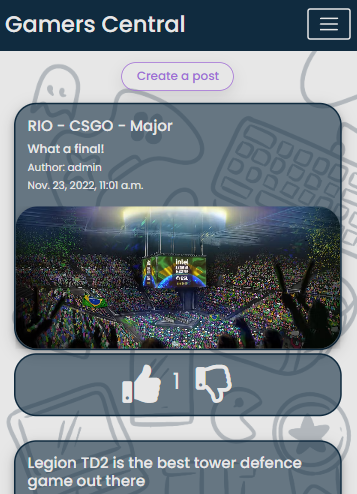 Gamers Central
Create a post
RIO - CSGO - Major
What a final!
Author: admin
Nov. 23, 2022, 11:01 a.m.
intel
1
Legion TD2 is the best tower defence
game out there